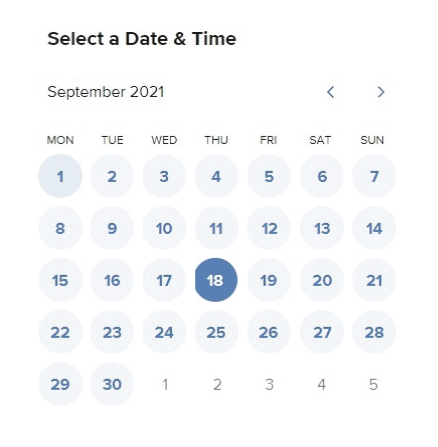 Select a Date & Time
September 2021
MON TUE WED THU FRI SAT SUN
1 2 3 4 5 6 7
8 9 10 11 12 13 14
15 16 17 18 19 20 21
22 23 24 25 26 27 28
29 30 1 2 3 4 5